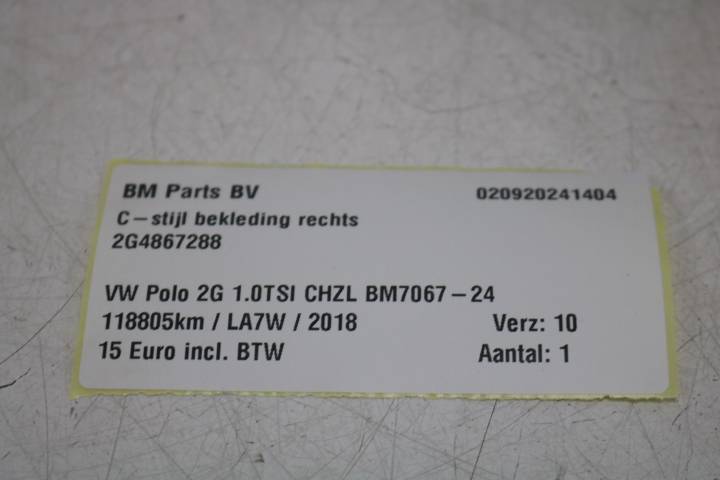 BM Parts BV 020920241404
C-stijl bekleding rechts
2G4867288
VW Polo 2G 1.0TSI CHZL BM7067-24
118805km / LA7W / 2018 Verz: 10
15 Euro incl. BTW Aantal: 1